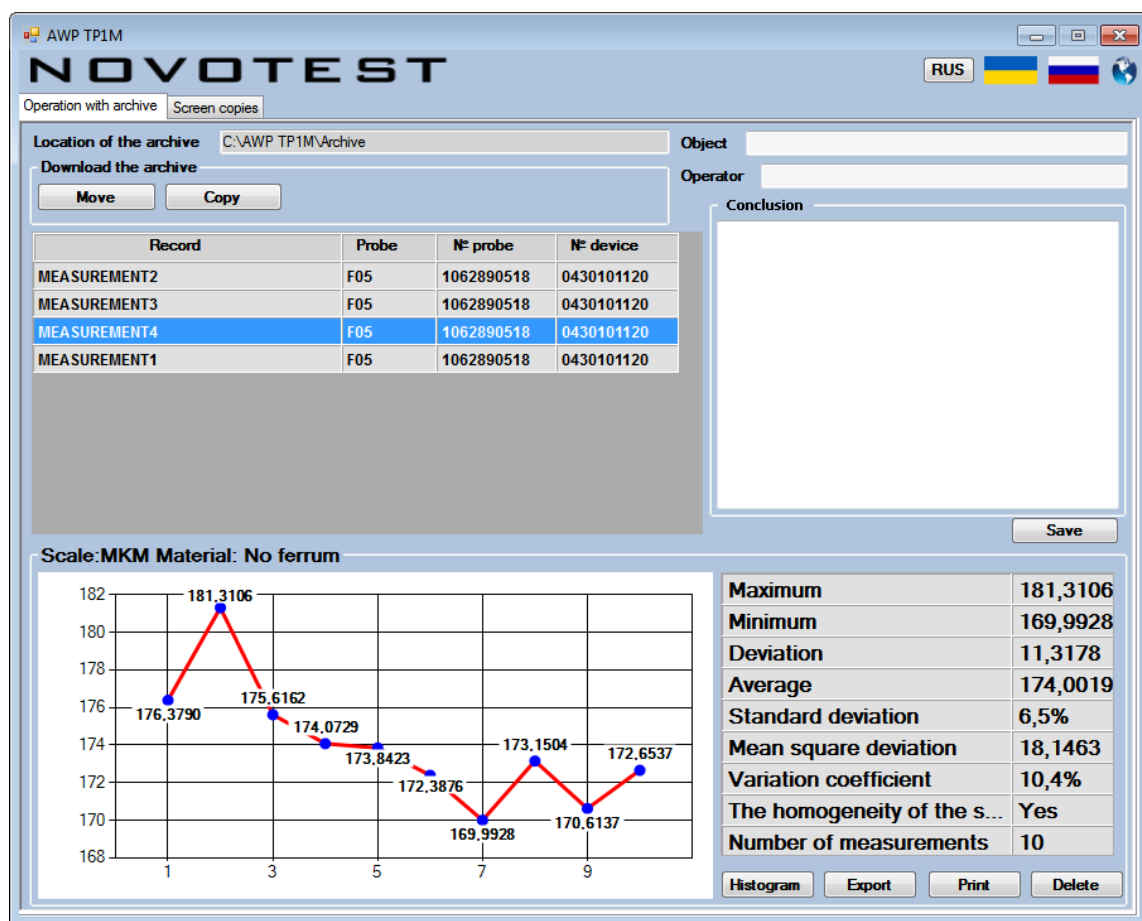 AWP TP1M
NOVOTEST
RUS
Operation with archive Screen copies
Location of the archive C:\AWP TP1M\Archive
Object
Download the archive
Operator
Move Copy
Conclusion
Record Probe № probe № device
MEASUREMENT2 F05 1062890518 0430101120
MEASUREMENT3 F05 1062890518 0430101120
MEASUREMENT4 F05 1062890518 0430101120
MEASUREMENT1 F05 1062890518 0430101120
Save
Scale:MKM Material: No ferrum
182
180
178
176
174
172
170
168
1 3 5 7 9
176,3790
181,3106
175,6162
174,0729
173,8423
172,3876
169,9928
173,1504
170,6137
172,6537
Maximum 181,3106
Minimum 169,9928
Deviation 11,3178
Average 174,0019
Standard deviation 6,5%
Mean square deviation 18,1463
Variation coefficient 10,4%
The homogeneity of the s... Yes
Number of measurements 10
Histogram Export Print Delete